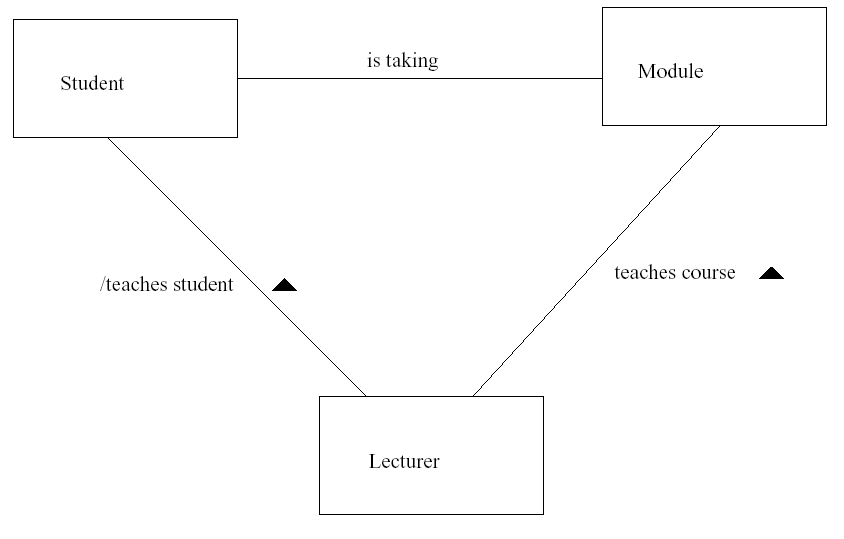 is taking
Student
Module
/teaches student
teaches course
Lecturer